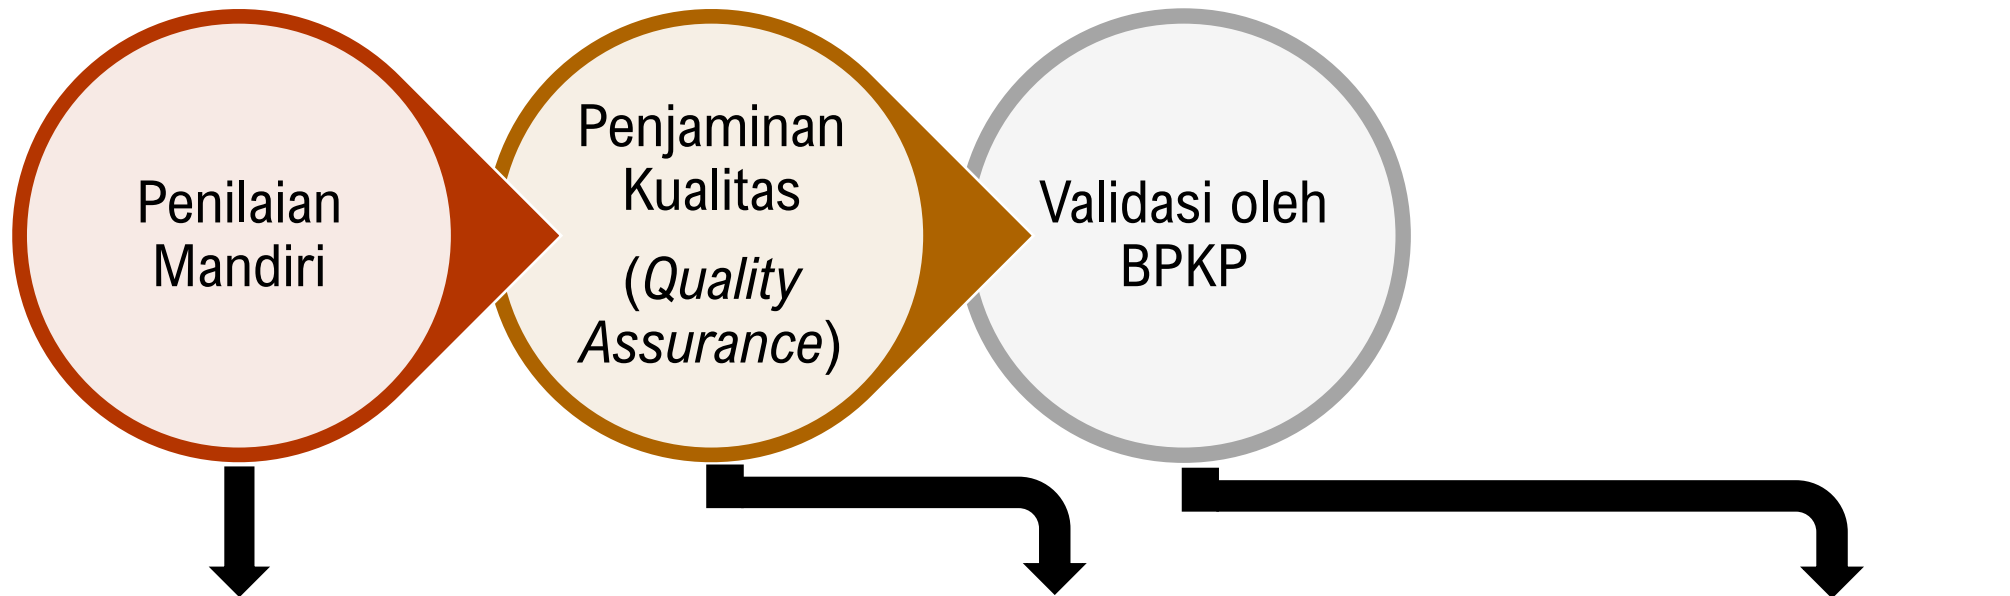 Penilaian
Mandiri
Penjaminan
Kualitas
(Quality
Assurance)
Validasi oleh
BPKP